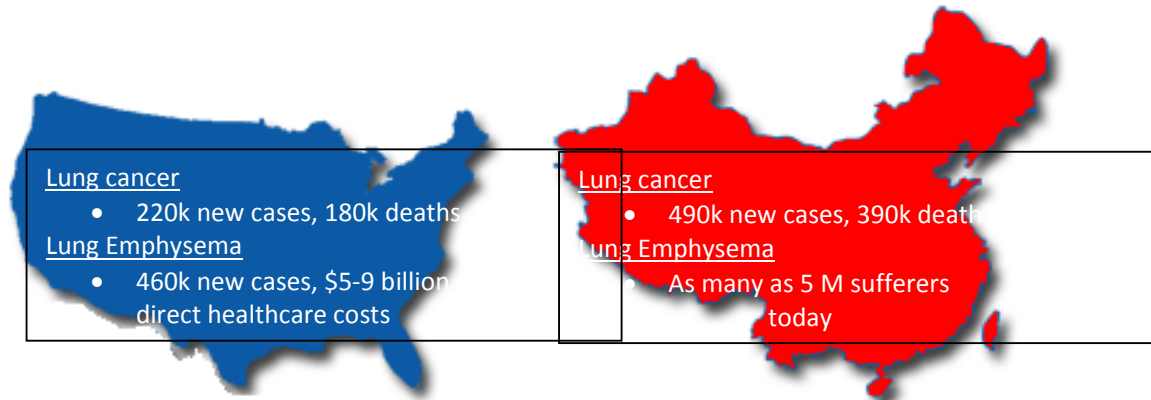 Lung cancer
• 220k new cases, 180k deaths
Lung Emphysema
• 460k new cases, $5-9 billion
direct healthcare costs
Lung cancer
• 490k new cases, 390k death
Lung Emphysema
• As many as 5 M sufferers
today